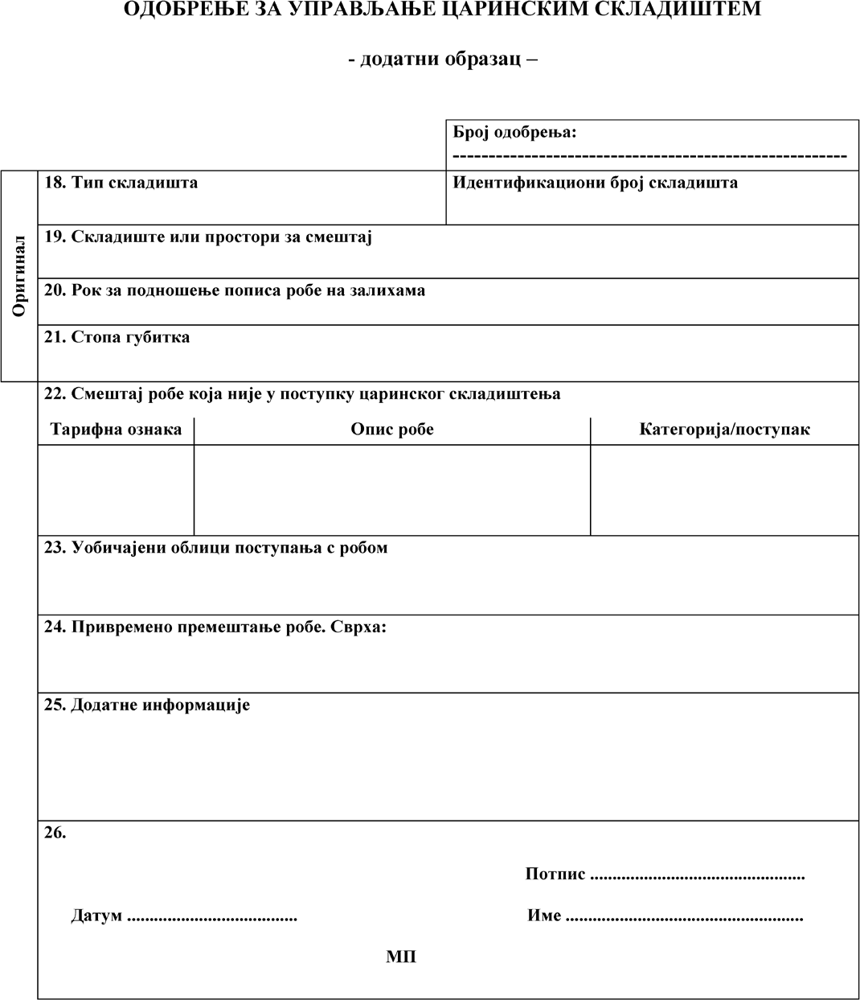 ОДОБРЕЊЕ ЗА УПРАВЉАЊЕ ЦАРИНСКИМ СКЛАДИШТЕМ
- додатни образац –
Број одобрења:
-------------------------------------------------------
Оригинал
18. Тип складишта
Идентификациони број складишта
19. Складиште или простори за смештај
20. Рок за подношење пописа робе на залихама
21. Стопа губитка
22. Смештај робе која није у поступку царинског складиштења
Тарифна ознака Опис робе Категорија/поступак
23. Уобичајени облици поступања с робом
24. Привремено премештање робе. Сврха:
25. Додатне информације
26.
Потпис ................................................
Датум ...................................... Име .....................................................
МП